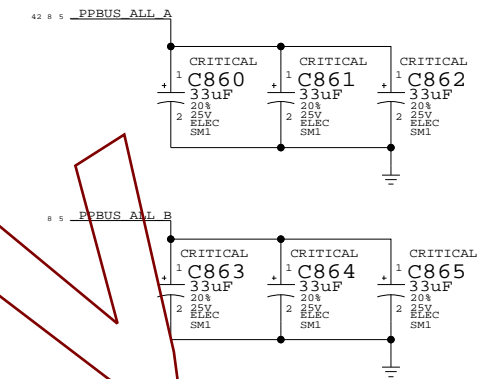 42 8 5 PPBUS_ALL_A
CRITICAL CRITICAL CRITICAL
1 C860 1 C861 1 C862
+ 33uF + 33uF + 33uF
20% 20% 20%
2 25V 2 25V 2 25V
ELEC ELEC ELEC
SM1 SM1 SM1
8 5 PPBUS_ALL_B
CRITICAL CRITICAL CRITICAL
1 C863 1 C864 1 C865
+ 33uF + 33uF + 33uF
20% 20% 20%
2 25V 2 25V 2 25V
ELEC ELEC ELEC
SM1 SM1 SM1